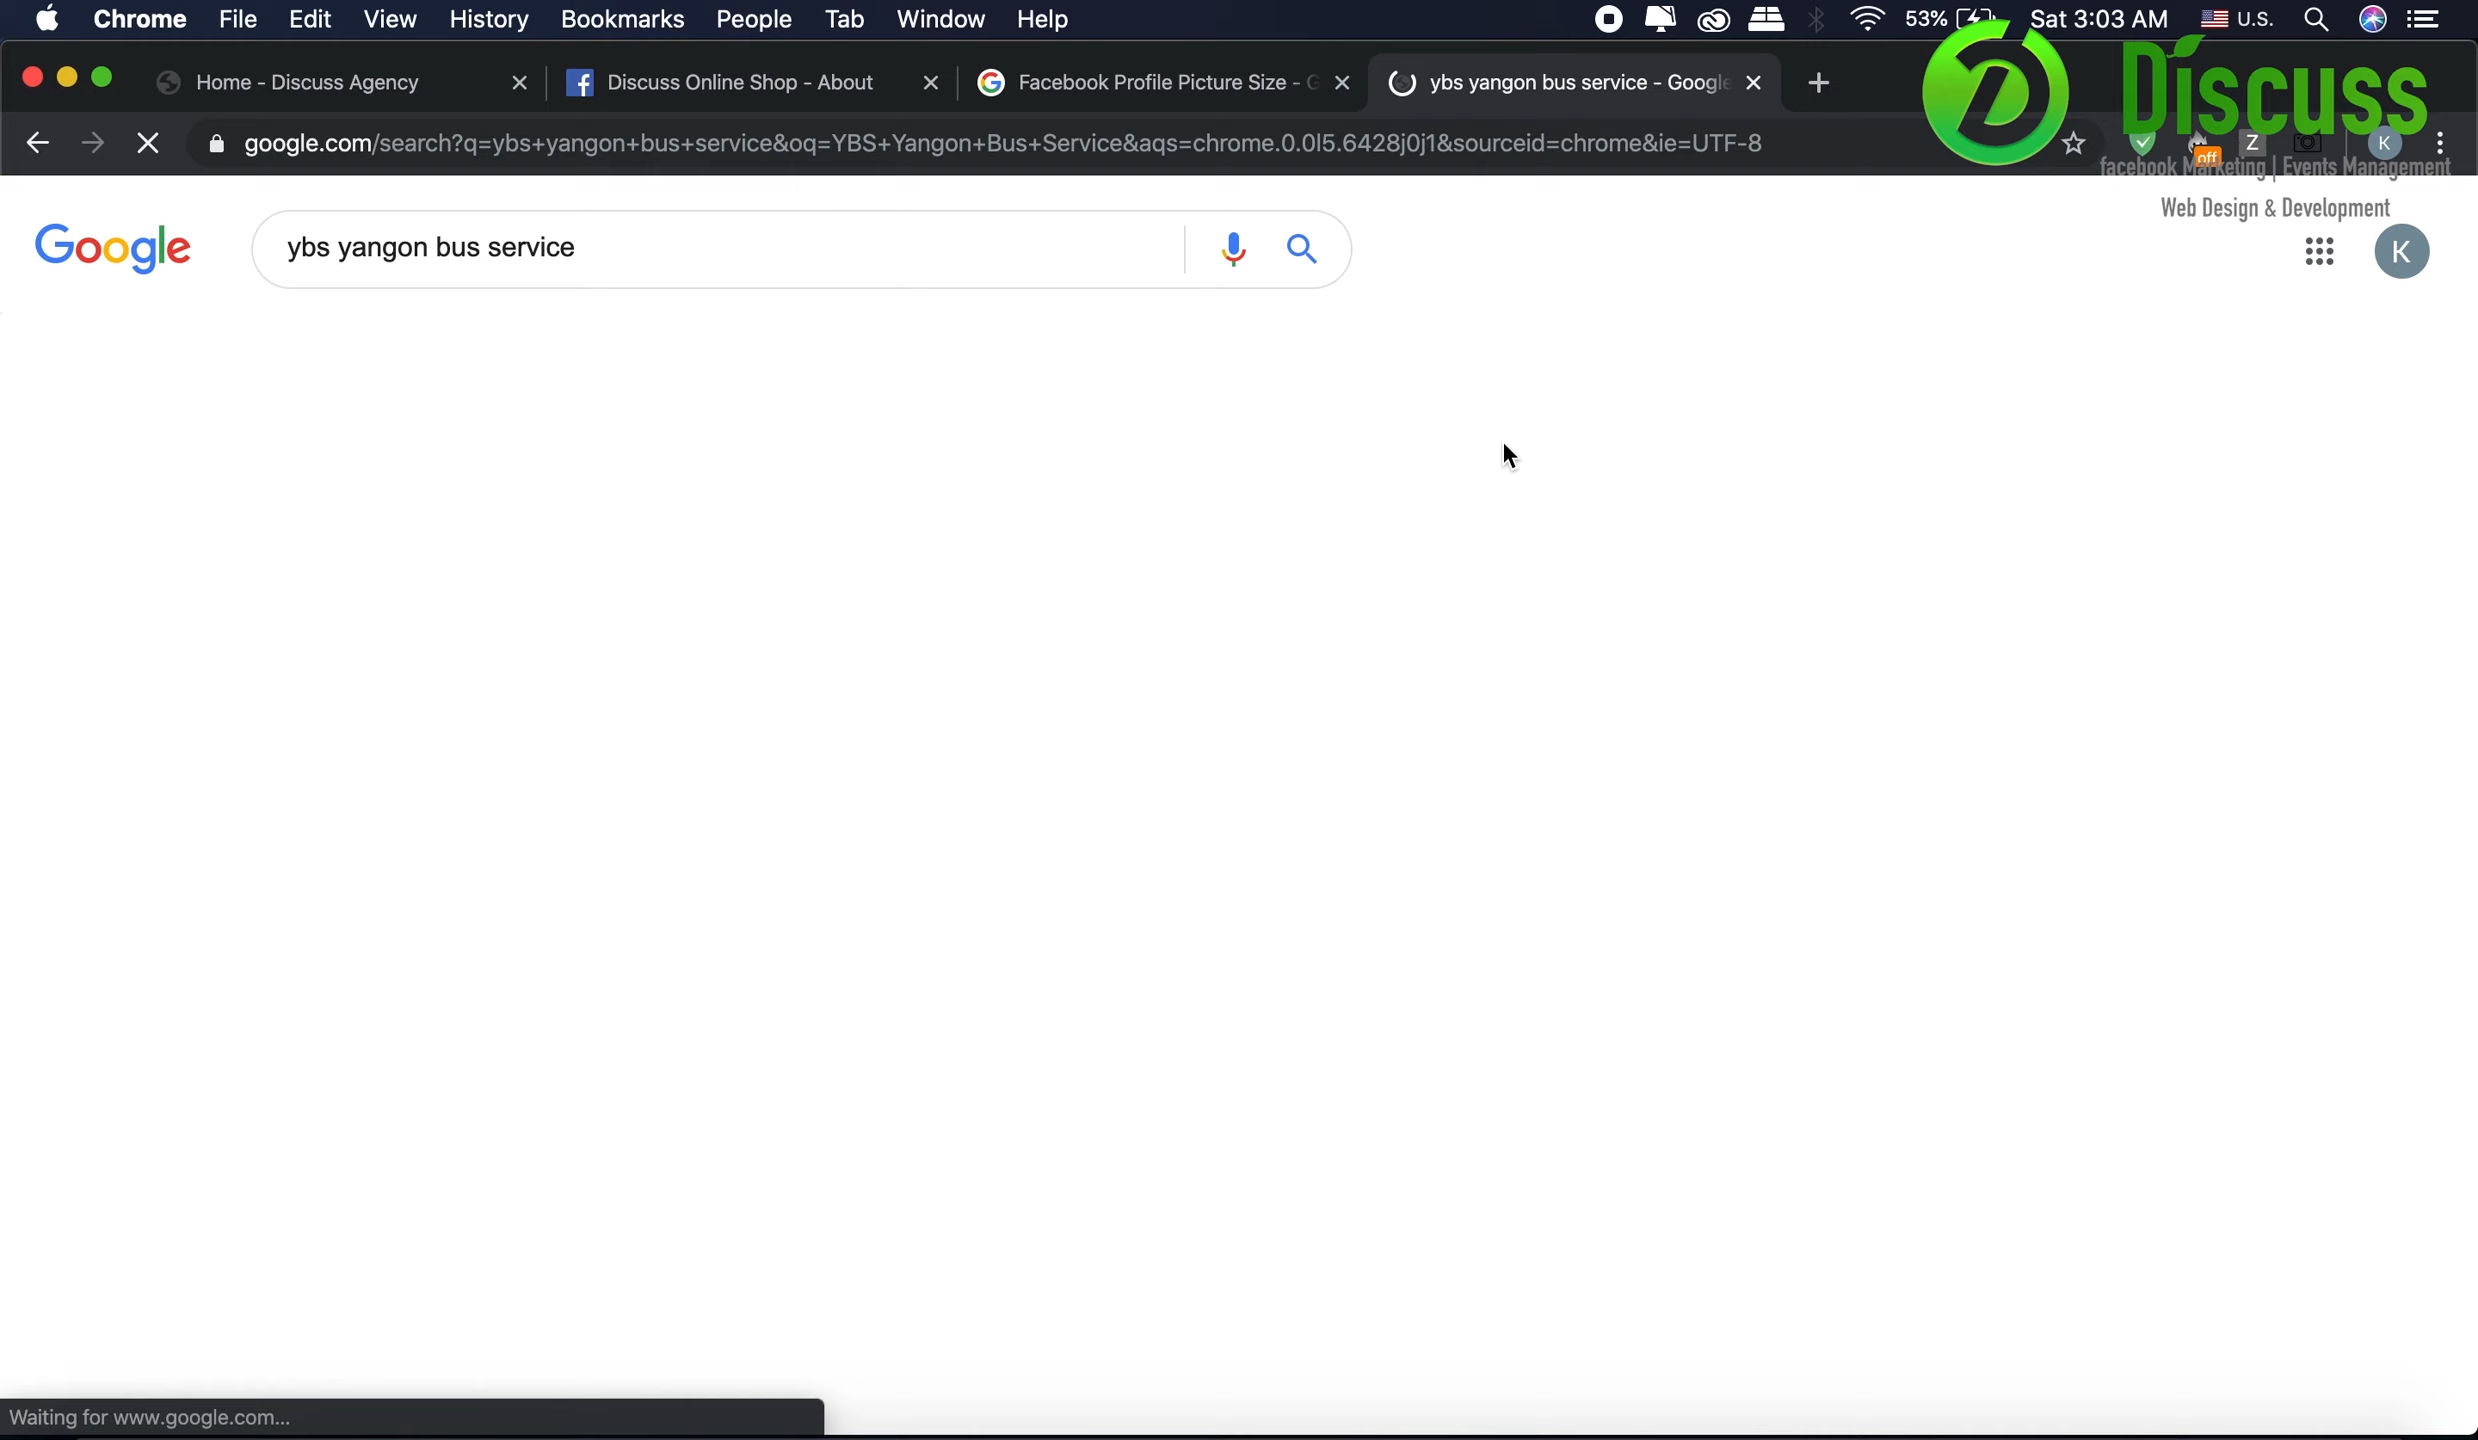 Chrome File Edit View History Bookmarks People Tab Window Help 53% Sat 3:03 AM U.S.
Home - Discuss Agency
Discuss Online Shop - About
Facebook Profile Picture Size - G
ybs yangon bus service - Google
Discuss
google.com/search?q=ybs+yangon+bus+service&oq=YBS+Yangon+Bus+Service&aqs=chrome.0.0l5.6428j0j1&sourceid=chrome&ie=UTF-8
off
Z
K
facebook Marketing | Events Management
Web Design & Development
Google
ybs yangon bus service
K
Waiting for www.google.com...